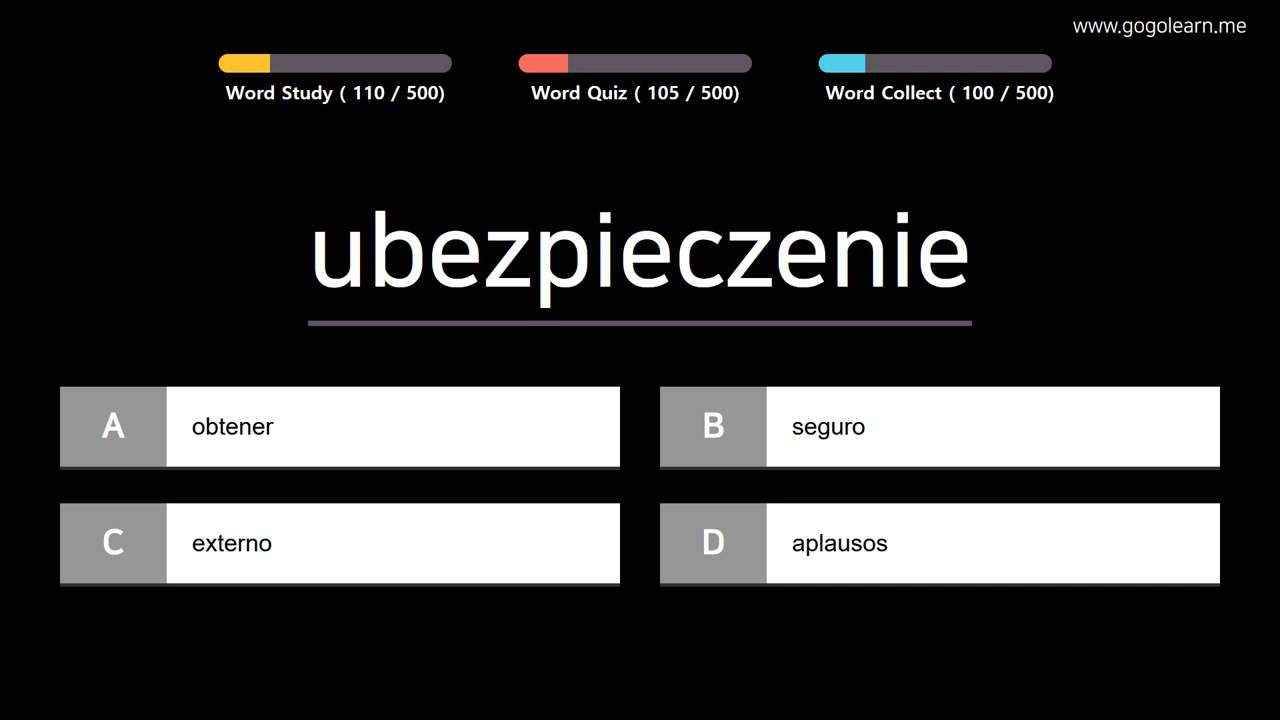 www.gogolearn.me
Word Study ( 110 / 500)
Word Quiz ( 105 / 500)
Word Collect ( 100 / 500)
ubezpieczenie
A obtener
B seguro
C externo
D aplausos